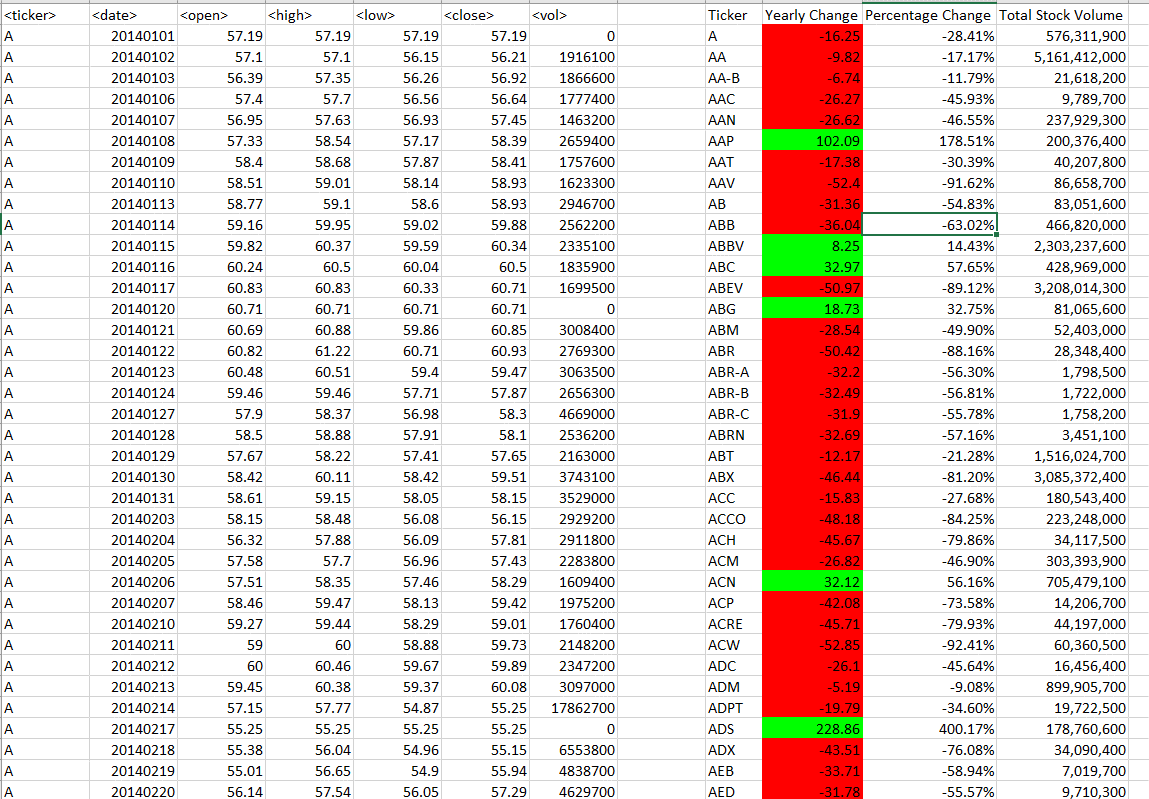 <ticker> <date> <open> <high> <low> <close> <vol> Ticker Yearly Change Percentage Change Total Stock Volume
A 20140101 57.19 57.19 57.19 57.19 0 A -16.25 -28.41% 576,311,900
A 20140102 57.1 57.1 56.15 56.21 1916100 AA -9.82 -17.17% 5,161,412,000
A 20140103 56.39 57.35 56.26 56.92 1866600 AA-B -6.74 -11.79% 21,618,200
A 20140106 57.4 57.7 56.56 56.64 1777400 AAC -26.27 -45.93% 9,789,700
A 20140107 56.95 57.63 56.93 57.45 1463200 AAN -26.62 -46.55% 237,929,300
A 20140108 57.33 58.54 57.17 58.39 2659400 AAP 102.09 178.51% 200,376,400
A 20140109 58.4 58.68 57.87 58.41 1757600 AAT -17.38 -30.39% 40,207,800
A 20140110 58.51 59.01 58.14 58.93 1623300 AAV -52.4 -91.62% 86,658,700
A 20140113 58.77 59.1 58.6 58.93 2946700 AB -31.36 -54.83% 83,051,600
A 20140114 59.16 59.95 59.02 59.88 2562200 ABB -36.04 -63.02% 466,820,000
A 20140115 59.82 60.37 59.59 60.34 2335100 ABBV 8.25 14.43% 2,303,237,600
A 20140116 60.24 60.5 60.04 60.5 1835900 ABC 32.97 57.65% 428,969,000
A 20140117 60.83 60.83 60.33 60.71 1699500 ABEV -50.97 -89.12% 3,208,014,300
A 20140120 60.71 60.71 60.71 60.71 0 ABG 18.73 32.75% 81,065,600
A 20140121 60.69 60.88 59.86 60.85 3008400 ABM -28.54 -49.90% 52,403,000
A 20140122 60.82 61.22 60.71 60.93 2769300 ABR -50.42 -88.16% 28,348,400
A 20140123 60.48 60.51 59.4 59.47 3063500 ABR-A -32.2 -56.30% 1,798,500
A 20140124 59.46 59.46 57.71 57.87 2656300 ABR-B -32.49 -56.81% 1,722,000
A 20140127 57.9 58.37 56.98 58.3 4669000 ABR-C -31.9 -55.78% 1,758,200
A 20140128 58.5 58.88 57.91 58.1 2536200 ABRN -32.69 -57.16% 3,451,100
A 20140129 57.67 58.22 57.41 57.65 2163000 ABT -12.17 -21.28% 1,516,024,700
A 20140130 58.42 60.11 58.42 59.51 3743100 ABX -46.44 -81.20% 3,085,372,400
A 20140131 58.61 59.15 58.05 58.15 3529000 ACC -15.83 -27.68% 180,543,400
A 20140203 58.15 58.48 56.08 56.15 2929200 ACCO -48.18 -84.25% 223,248,000
A 20140204 56.32 57.88 56.09 57.81 2911800 ACH -45.67 -79.86% 34,117,500
A 20140205 57.58 57.7 56.96 57.43 2283800 ACM -26.82 -46.90% 303,393,900
A 20140206 57.51 58.35 57.46 58.29 1609400 ACN 32.12 56.16% 705,479,100
A 20140207 58.46 59.47 58.13 59.42 1975200 ACP -42.08 -73.58% 14,206,700
A 20140210 59.27 59.44 58.29 59.01 1760400 ACRE -45.71 -79.93% 44,197,000
A 20140211 59 60 58.88 59.73 2148200 ACW -52.85 -92.41% 60,360,500
A 20140212 60 60.46 59.67 59.89 2347200 ADC -26.1 -45.64% 16,456,400
A 20140213 59.45 60.38 59.37 60.08 3097000 ADM -5.19 -9.08% 899,905,700
A 20140214 57.15 57.77 54.87 55.25 17862700 ADPT -19.79 -34.60% 19,722,500
A 20140217 55.25 55.25 55.25 55.25 0 ADS 228.86 400.17% 178,760,600
A 20140218 55.38 56.04 54.96 55.15 6553800 ADX -43.51 -76.08% 34,090,400
A 20140219 55.01 56.65 54.9 55.94 4838700 AEB -33.71 -58.94% 7,019,700
A 20140220 56.14 57.54 56.05 57.29 4629700 AED -31.78 -55.57% 9,710,300